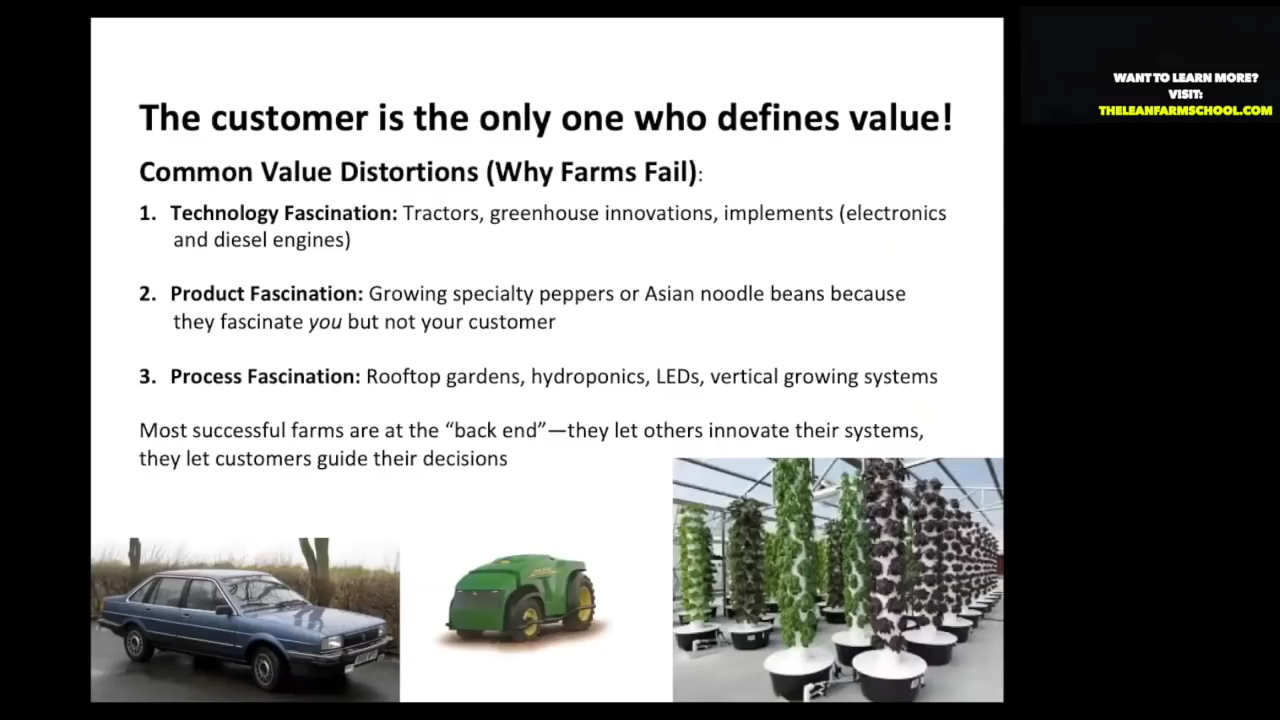 The customer is the only one who defines value!
Common Value Distortions (Why Farms Fail):
1. Technology Fascination: Tractors, greenhouse innovations, implements (electronics
and diesel engines)
2. Product Fascination: Growing specialty peppers or Asian noodle beans because
they fascinate you but not your customer
3. Process Fascination: Rooftop gardens, hydroponics, LEDs, vertical growing systems
Most successful farms are at the “back end”—they let others innovate their systems,
they let customers guide their decisions
WANT TO LEARN MORE?
VISIT:
THELEANFARMSCHOOL.COM